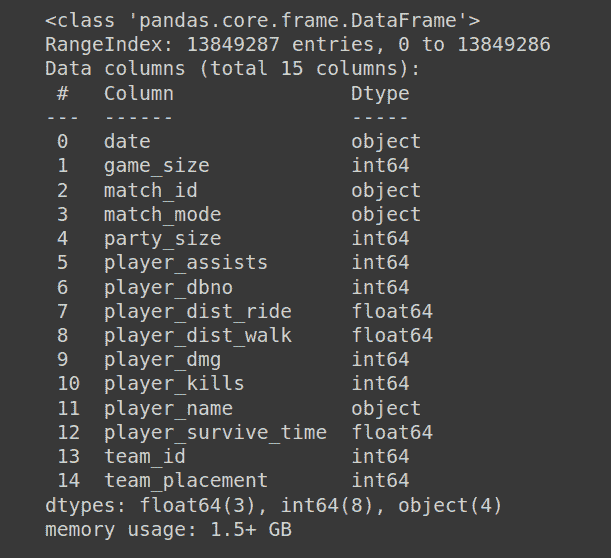 <class 'pandas.core.frame.DataFrame'>
RangeIndex: 13849287 entries, 0 to 13849286
Data columns (total 15 columns):
 #   Column               Dtype
---  ------               -----
 0   date                 object
 1   game_size            int64
 2   match_id             object
 3   match_mode           object
 4   party_size           int64
 5   player_assists       int64
 6   player_dbno          int64
 7   player_dist_ride     float64
 8   player_dist_walk     float64
 9   player_dmg           int64
 10  player_kills         int64
 11  player_name          object
 12  player_survive_time  float64
 13  team_id              int64
 14  team_placement       int64
dtypes: float64(3), int64(8), object(4)
memory usage: 1.5+ GB